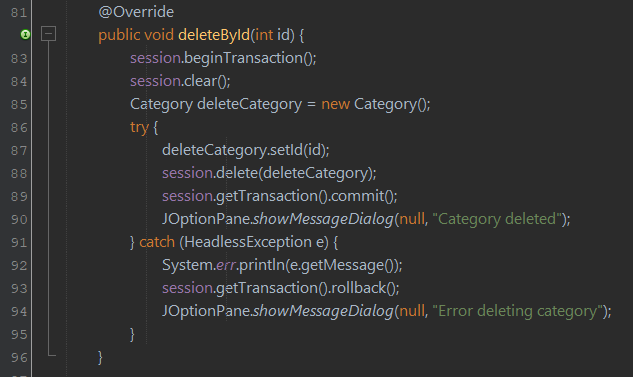 81 @Override
public void deleteById(int id) {
83 session.beginTransaction();
84 session.clear();
85 Category deleteCategory = new Category();
86 try {
87 deleteCategory.setId(id);
88 session.delete(deleteCategory);
89 session.getTransaction().commit();
90 JOptionPane.showMessageDialog(null, "Category deleted");
91 } catch (HeadlessException e) {
92 System.err.println(e.getMessage());
93 session.getTransaction().rollback();
94 JOptionPane.showMessageDialog(null, "Error deleting category");
95 }
96 }